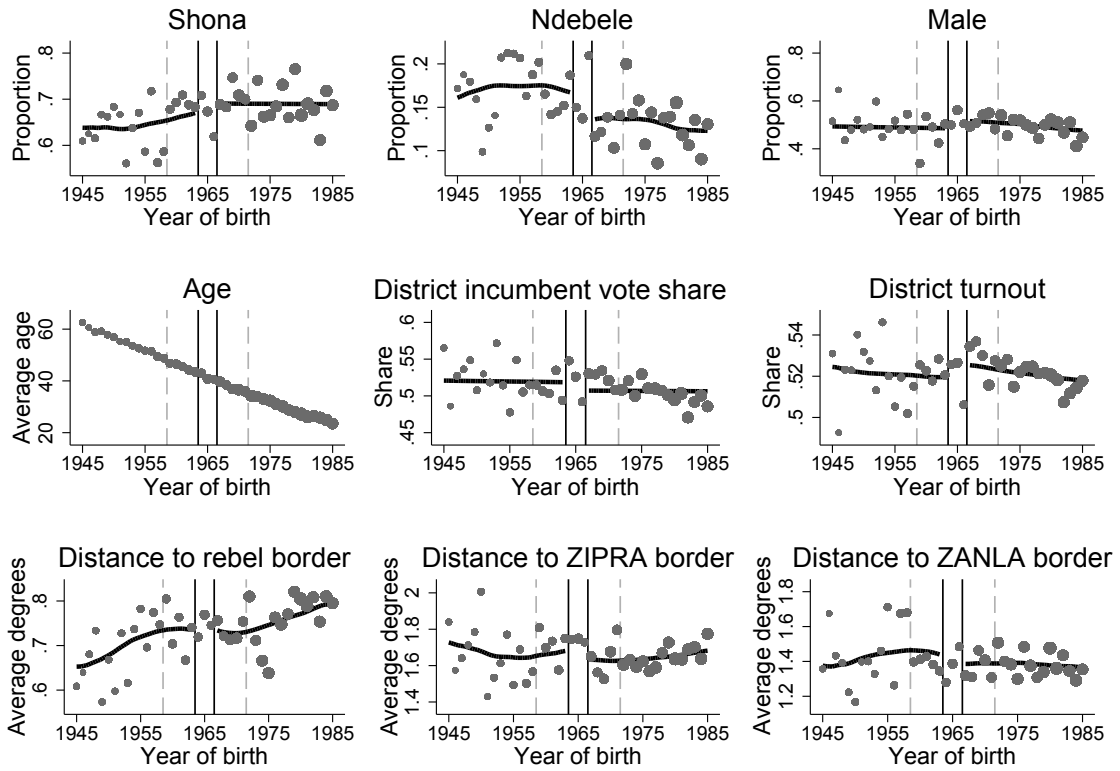 Shona
Proportion
.8
.7
.6
1945 1955 1965 1975 1985
Year of birth
Ndebele
Proportion
.2
.15
.1
1945 1955 1965 1975 1985
Year of birth
Male
Proportion
.8
.6
.4
1945 1955 1965 1975 1985
Year of birth
Age
Average age
60
40
20
1945 1955 1965 1975 1985
Year of birth
District incumbent vote share
Share
.6
.55
.5
.45
1945 1955 1965 1975 1985
Year of birth
District turnout
Share
.54
.52
.5
1945 1955 1965 1975 1985
Year of birth
Distance to rebel border
Average degrees
.8
.7
.6
1945 1955 1965 1975 1985
Year of birth
Distance to ZIPRA border
Average degrees
2
1.8
1.6
1.4
1945 1955 1965 1975 1985
Year of birth
Distance to ZANLA border
Average degrees
1.8
1.6
1.4
1.2
1945 1955 1965 1975 1985
Year of birth